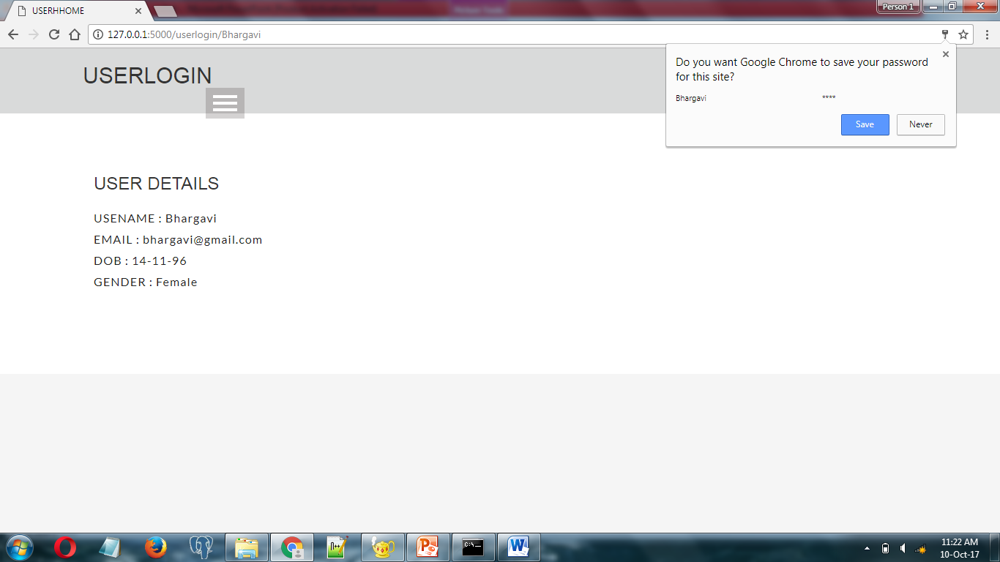 USERHHOME
Person 1
127.0.0.1:5000/userlogin/Bhargavi
USERLOGIN
Do you want Google Chrome to save your password
for this site?
Bhargavi ****
Save Never
USER DETAILS
USENAME : Bhargavi
EMAIL : bhargavi@gmail.com
DOB : 14-11-96
GENDER : Female
11:22 AM
10-Oct-17